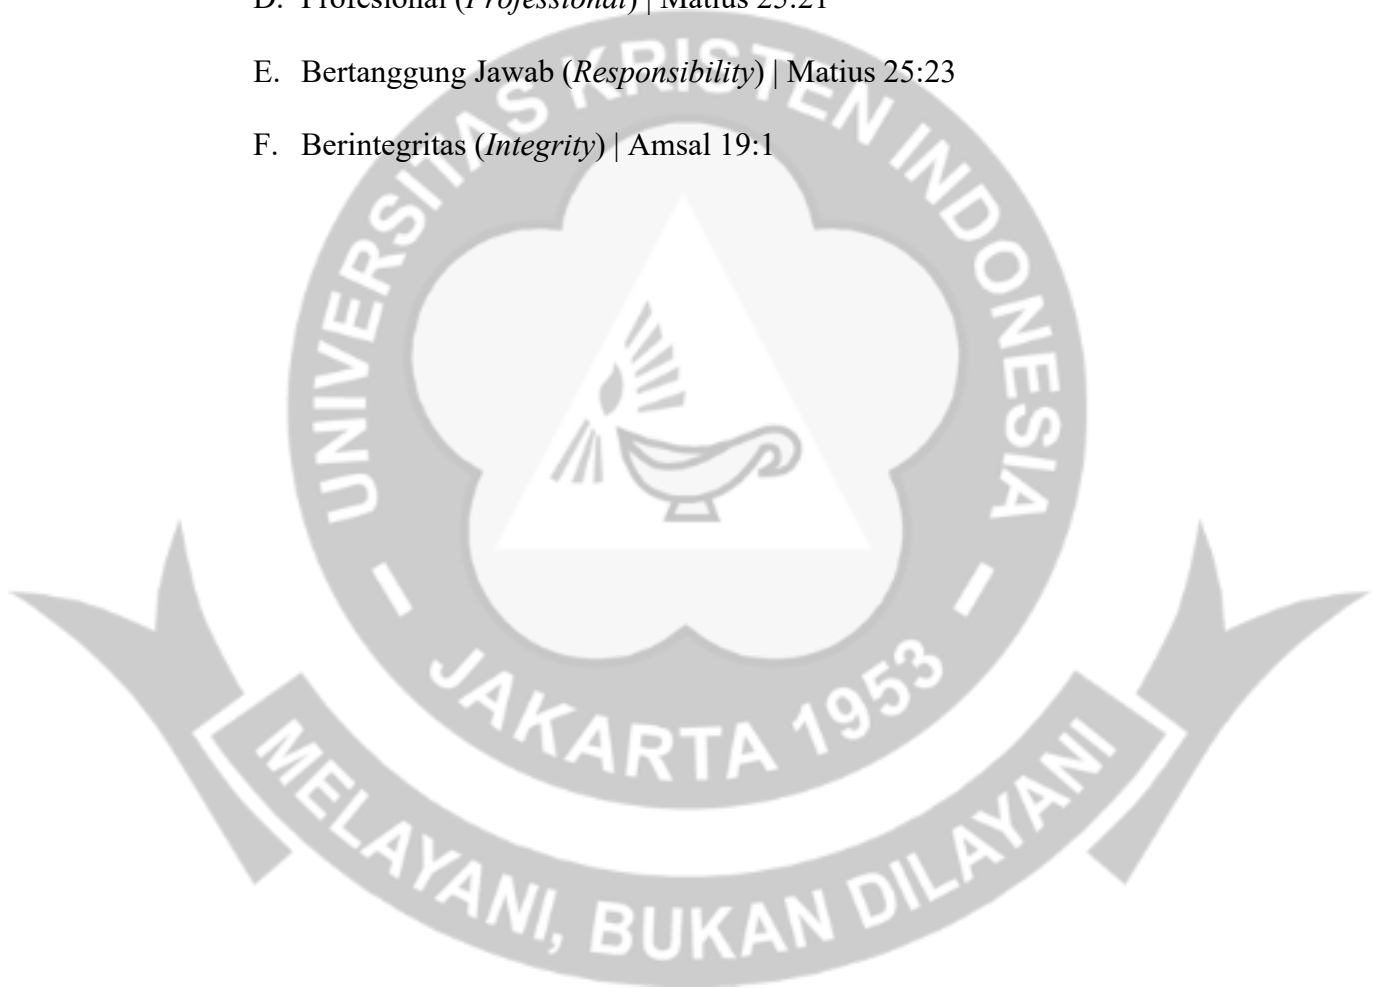 D. Profesional (Professional) | Matius 25:21
E. Bertanggung Jawab (Responsibility) | Matius 25:23
F. Berintegritas (Integrity) | Amsal 19:1
UNIVERSITAS KRISTEN INDONESIA
JAKARTA 1953
MELAYANI, BUKAN DILAYANI